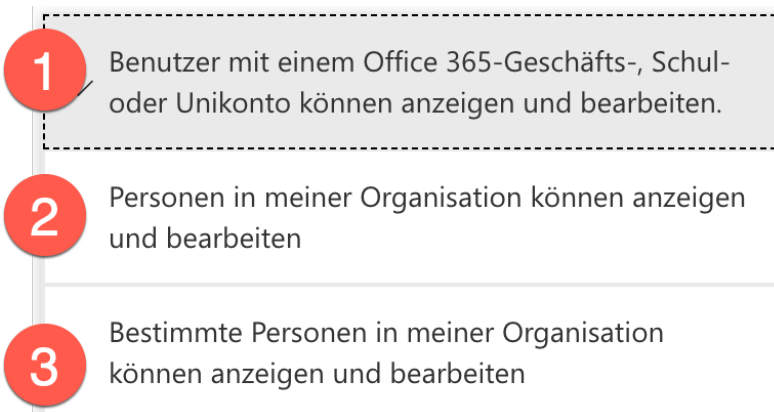 1
Benutzer mit einem Office 365-Geschäfts-, Schul-
oder Unikonto können anzeigen und bearbeiten.
2
Personen in meiner Organisation können anzeigen
und bearbeiten
3
Bestimmte Personen in meiner Organisation
können anzeigen und bearbeiten